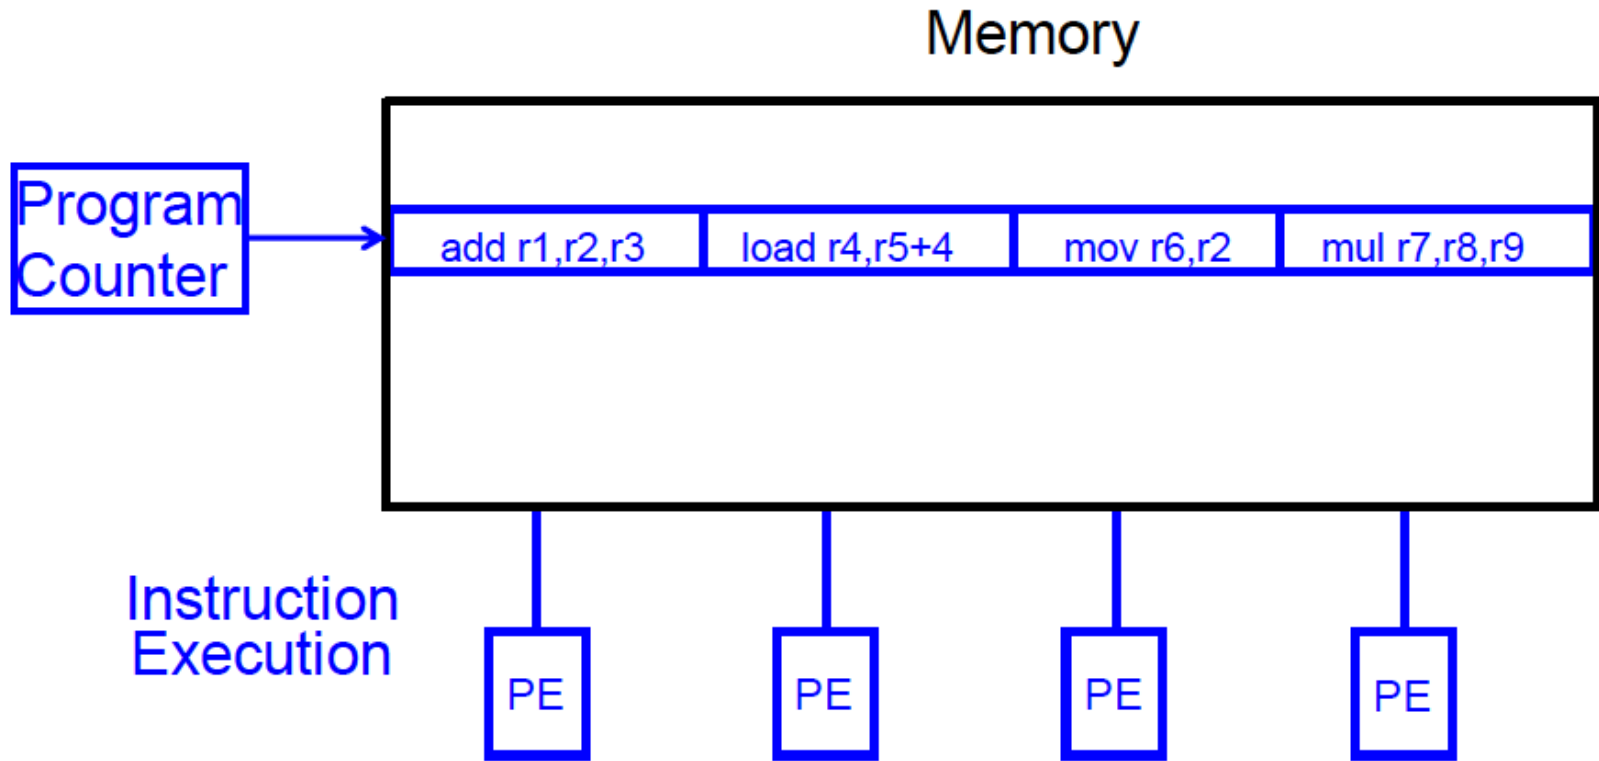 Memory
Program
Counter
add r1,r2,r3
load r4,r5+4
mov r6,r2
mul r7,r8,r9
Instruction
Execution
PE
PE
PE
PE